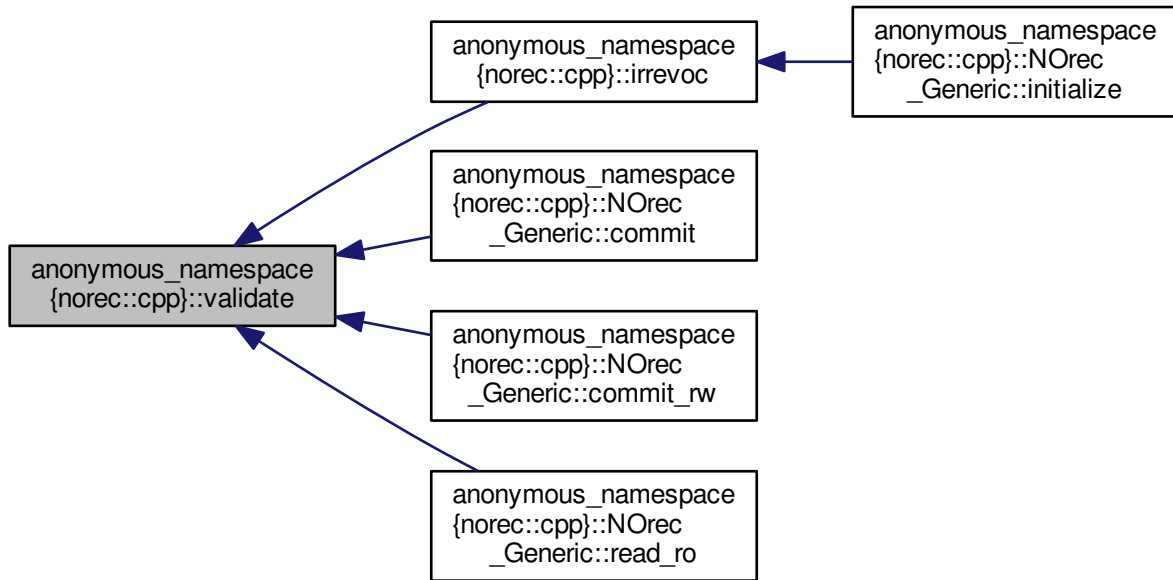 anonymous_namespace
{norec::cpp}::validate
anonymous_namespace
{norec::cpp}::irrevoc
anonymous_namespace
{norec::cpp}::NOrec
_Generic::initialize
anonymous_namespace
{norec::cpp}::NOrec
_Generic::commit
anonymous_namespace
{norec::cpp}::NOrec
_Generic::commit_rw
anonymous_namespace
{norec::cpp}::NOrec
_Generic::read_ro